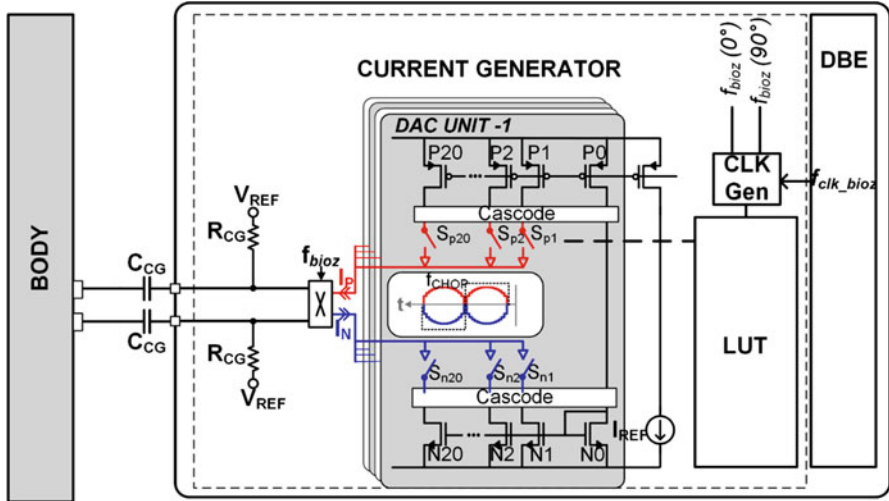 BODY
CURRENT GENERATOR
DAC UNIT -1
P20
P2
P1
P0
Cascode
Sp20
Sp2
Sp1
VREF
RCG
CCG
fbioz
IP
IN
fCHOP
t
CCG
RCG
VREF
Sn20
Sn2
Sn1
Cascode
IREF
N20
N2
N1
N0
fbioz (0°)
fbioz (90°)
CLK
Gen
fclk_bioz
LUT
DBE